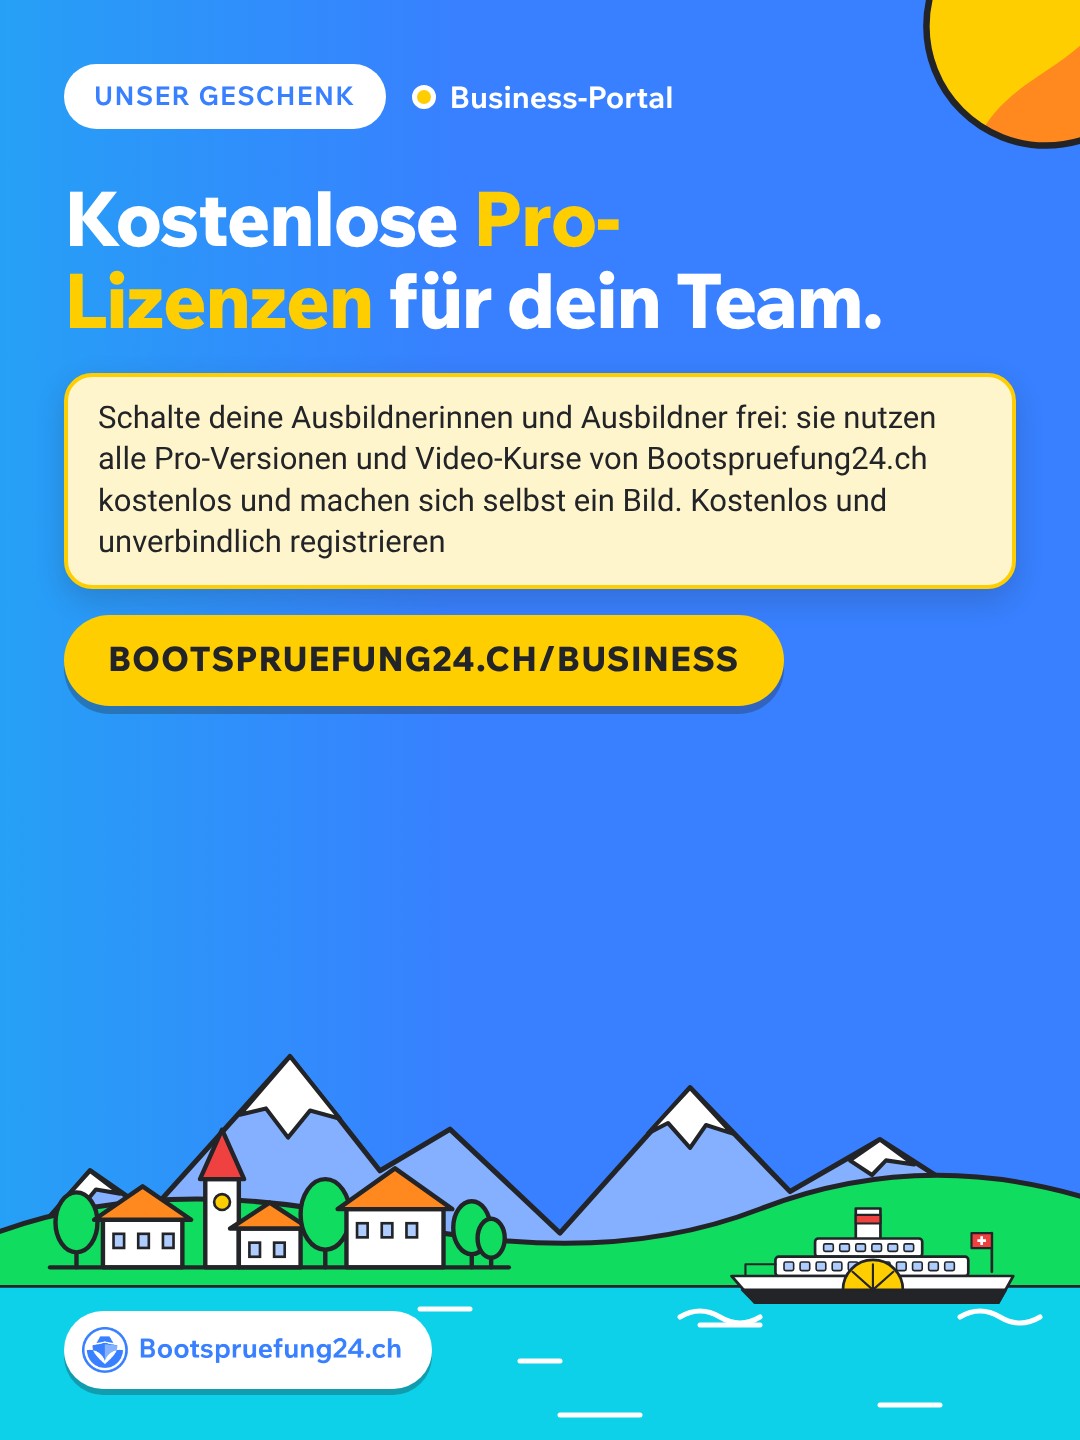 UNSER GESCHENK
Business-Portal
Kostenlose Pro-
Lizenzen für dein Team.
Schalte deine Ausbildnerinnen und Ausbildner frei: sie nutzen
alle Pro-Versionen und Video-Kurse von Bootspruefung24.ch
kostenlos und machen sich selbst ein Bild. Kostenlos und
unverbindlich registrieren
BOOTSPRUEFUNG24.CH/BUSINESS
Bootspruefung24.ch